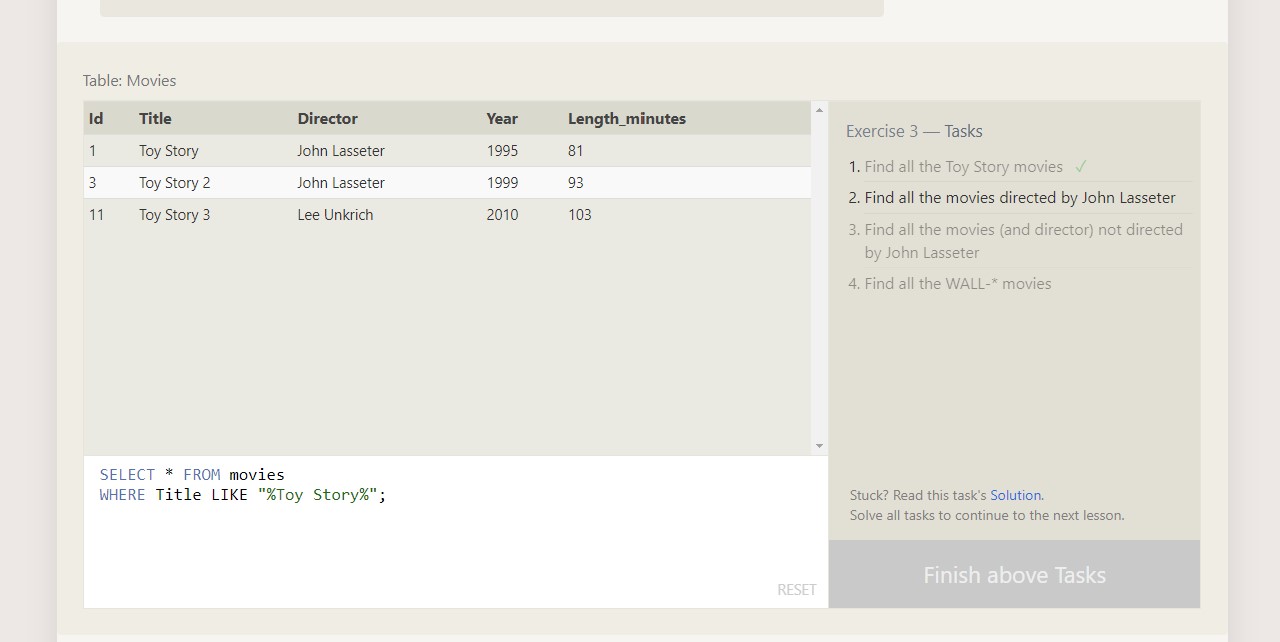 Table: Movies
Id Title Director Year Length_minutes
1 Toy Story John Lasseter 1995 81
3 Toy Story 2 John Lasseter 1999 93
11 Toy Story 3 Lee Unkrich 2010 103
SELECT * FROM movies
WHERE Title LIKE "%Toy Story%";
RESET
Exercise 3 — Tasks
1. Find all the Toy Story movies ✓
2. Find all the movies directed by John Lasseter
3. Find all the movies (and director) not directed
by John Lasseter
4. Find all the WALL-* movies
Stuck? Read this task's Solution.
Solve all tasks to continue to the next lesson.
Finish above Tasks